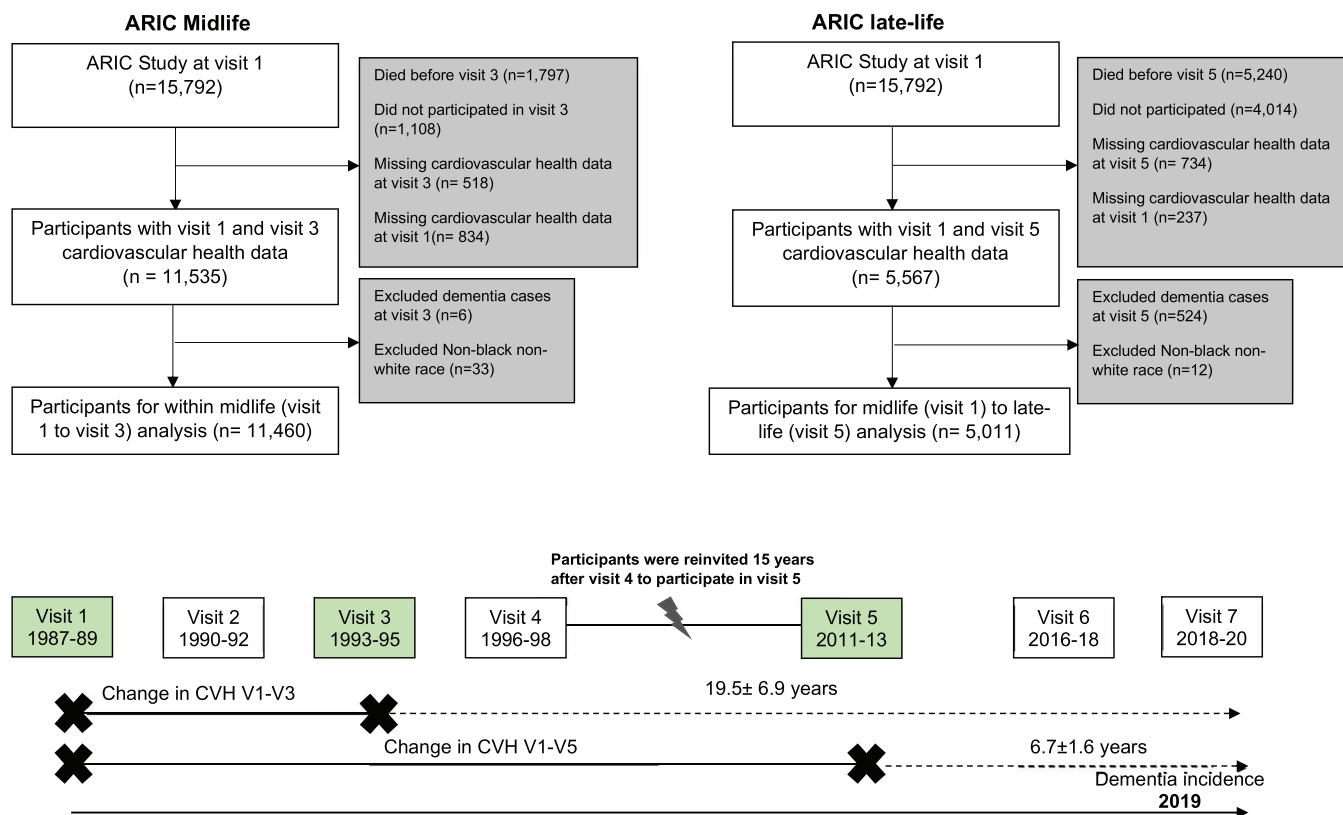 ARIC Midlife
ARIC Study at visit 1
(n=15,792)
Died before visit 3 (n=1,797)
Did not participated in visit 3
(n=1,108)
Missing cardiovascular health data
at visit 3 (n= 518)
Missing cardiovascular health data
at visit 1(n= 834)
Participants with visit 1 and visit 3
cardiovascular health data
(n = 11,535)
Excluded dementia cases
at visit 3 (n=6)
Excluded Non-black non-
white race (n=33)
Participants for within midlife (visit
1 to visit 3) analysis (n= 11,460)
ARIC late-life
ARIC Study at visit 1
(n=15,792)
Died before visit 5 (n=5,240)
Did not participated (n=4,014)
Missing cardiovascular health data
at visit 5 (n= 734)
Missing cardiovascular health data
at visit 1 (n=237)
Participants with visit 1 and visit 5
cardiovascular health data
(n= 5,567)
Excluded dementia cases
at visit 5 (n=524)
Excluded Non-black non-
white race (n=12)
Participants for midlife (visit 1) to late-
life (visit 5) analysis (n= 5,011)
Participants were reinvited 15 years
after visit 4 to participate in visit 5
Visit 1
1987-89
Visit 2
1990-92
Visit 3
1993-95
Visit 4
1996-98
Visit 5
2011-13
Visit 6
2016-18
Visit 7
2018-20
Change in CVH V1-V3
19.5± 6.9 years
Change in CVH V1-V5
6.7±1.6 years
Dementia incidence
2019